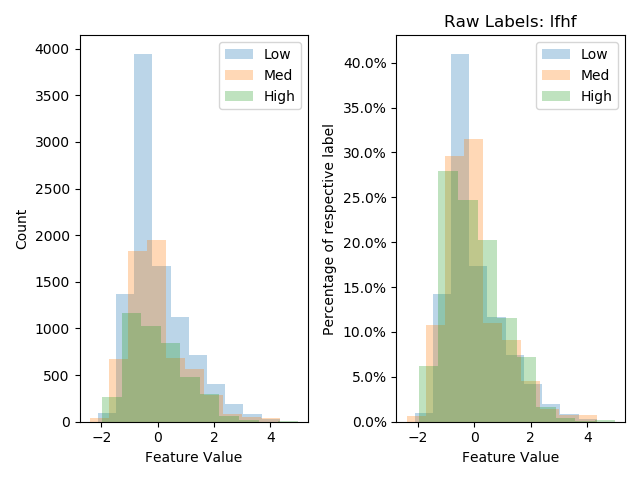 Raw Labels: lfhf
4000
3500
3000
2500
2000
1500
1000
500
0
Count
−2 0 2 4
Feature Value
Low
Med
High
40.0%
35.0%
30.0%
25.0%
20.0%
15.0%
10.0%
5.0%
0.0%
Percentage of respective label
−2 0 2 4
Feature Value
Low
Med
High